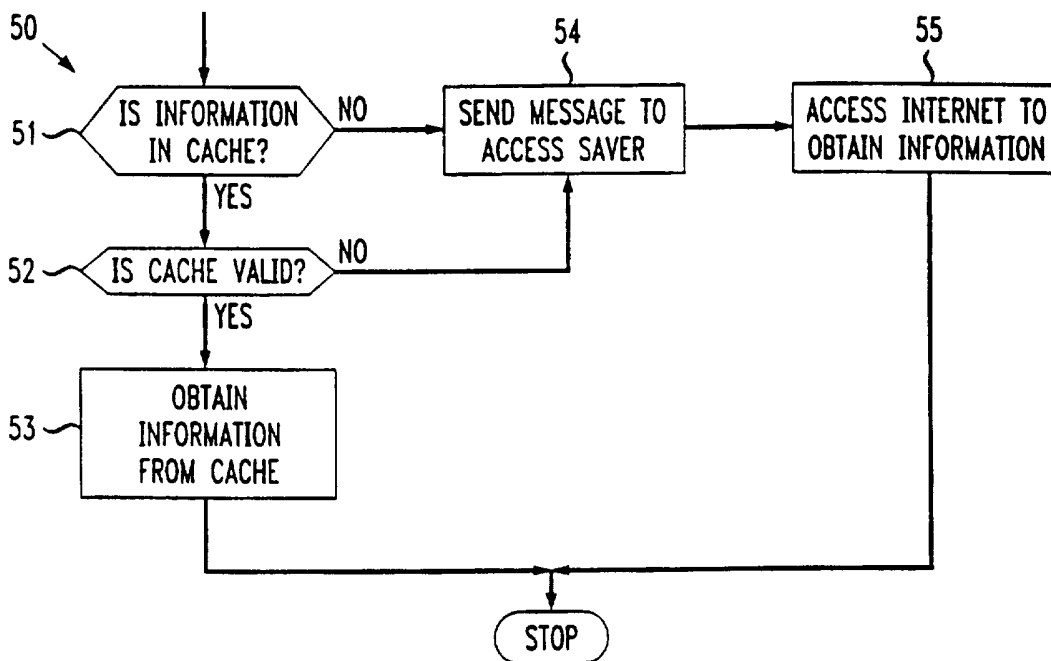 50
54
55
51
IS INFORMATION
IN CACHE?
NO
SEND MESSAGE TO
ACCESS SAVER
ACCESS INTERNET TO
OBTAIN INFORMATION
YES
52
IS CACHE VALID?
NO
YES
53
OBTAIN
INFORMATION
FROM CACHE
STOP